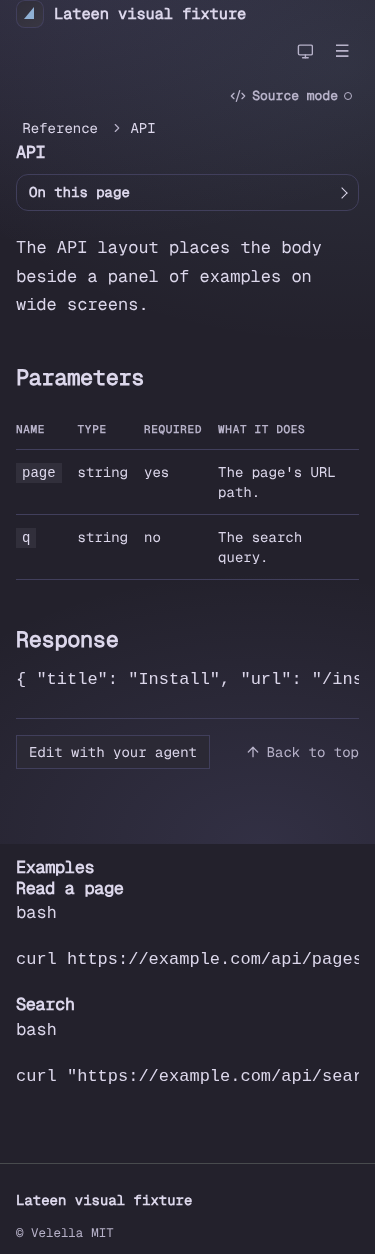 Lateen visual fixture
</> Source mode
Reference > API
API
On this page
The API layout places the body
beside a panel of examples on
wide screens.
Parameters
NAME TYPE REQUIRED WHAT IT DOES
page string yes The page's URL
path.
q string no The search
query.
Response
{ "title": "Install", "url": "/ins
Edit with your agent ↑ Back to top
Examples
Read a page
bash
curl https://example.com/api/pages
Search
bash
curl "https://example.com/api/sear
Lateen visual fixture
© Velella MIT